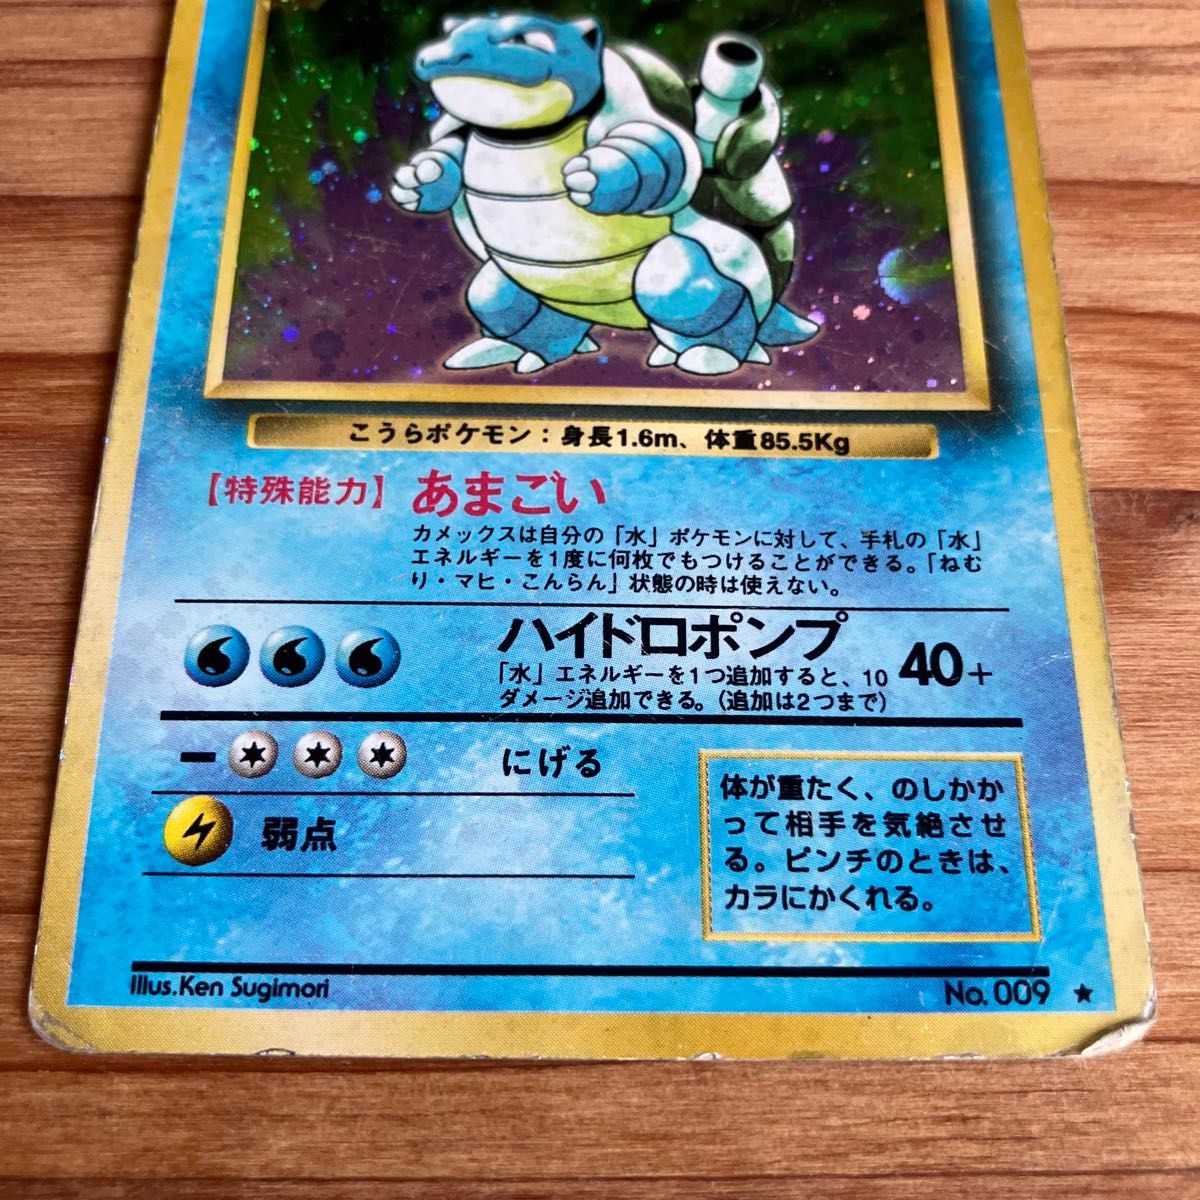 こうらポケモン：身長1.6m、体重85.5Kg
【特殊能力】 あまごい
カメックスは自分の「水」ポケモンに対して、手札の「水」
エネルギーを1度に何枚でもつけることができる。「ねむ
り・マヒ・こんらん」状態の時は使えない。
ハイドロポンプ 40+
「水」エネルギーを1つ追加すると、10
ダメージ追加できる。（追加は2つまで）
にげる
弱点
体が重たく、のしかか
って相手を気絶させ
る。ピンチのときは、
カラにかくれる。
Illus.Ken Sugimori
No. 009 ★